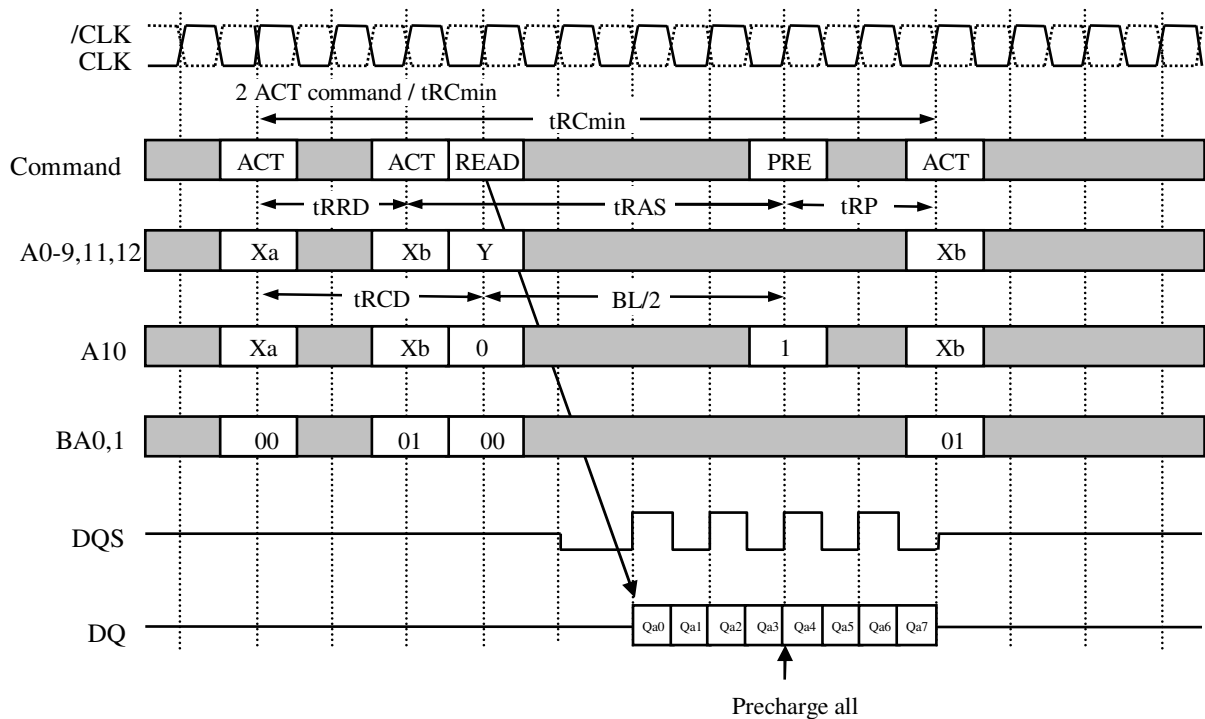 /CLK
CLK
2 ACT command / tRCmin
tRCmin
Command ACT ACT READ PRE ACT
tRRD tRAS tRP
A0-9,11,12 Xa Xb Y Xb
tRCD BL/2
A10 Xa Xb 0 1 Xb
BA0,1 00 01 00 01
DQS
DQ Qa0 Qa1 Qa2 Qa3 Qa4 Qa5 Qa6 Qa7
Precharge all